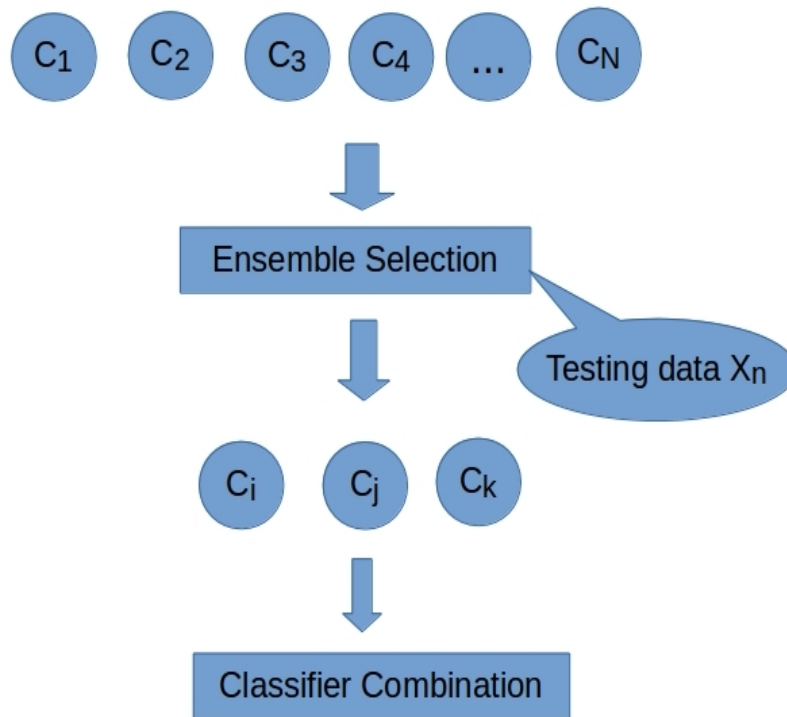 C1 C2 C3 C4 ... CN
Ensemble Selection
Testing data Xn
Ci Cj Ck
Classifier Combination